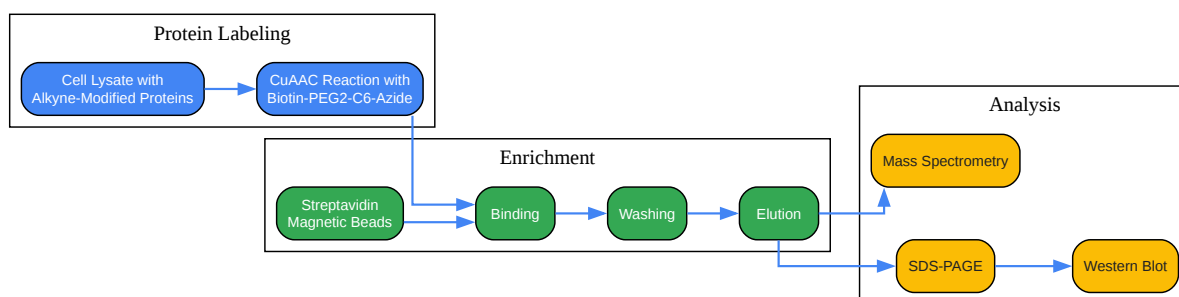 Protein Labeling
Cell Lysate with
Alkyne-Modified Proteins
CuAAC Reaction with
Biotin-PEG2-C6-Azide
Enrichment
Streptavidin
Magnetic Beads
Binding
Washing
Elution
Analysis
Mass Spectrometry
SDS-PAGE
Western Blot